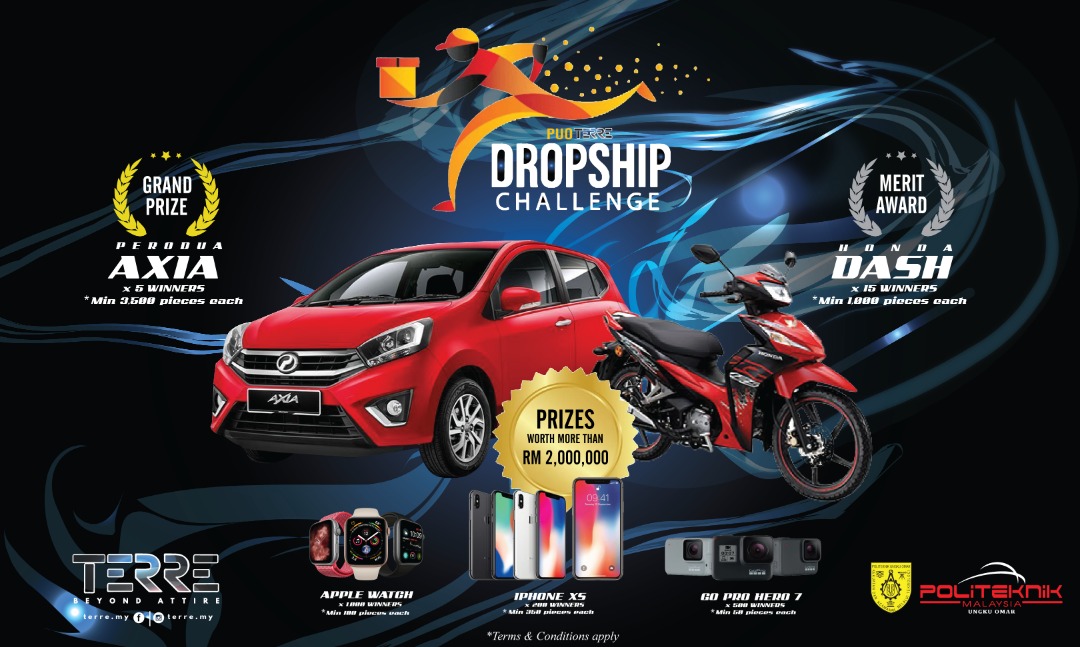 PUO TERRE
DROPSHIP
CHALLENGE
GRAND
PRIZE
PERODUA
AXIA
x 5 WINNERS
*Min 3.500 pieces each
MERIT
AWARD
HONDA
DASH
x 15 WINNERS
*Min 1.000 pieces each
AXIA
HONDA
PRIZES
WORTH MORE THAN
RM 2,000,000
09:41
APPLE WATCH
x 1000 WINNERS
*Min 100 pieces each
IPHONE XS
x 200 WINNERS
*Min 350 pieces each
GO PRO HERO 7
x 500 WINNERS
*Min 50 pieces each
TERRE
BEYOND ATTIRE
terre.my terre.my
POLITEKNIK
MALAYSIA
UNGKU OMAR
*Terms & Conditions apply